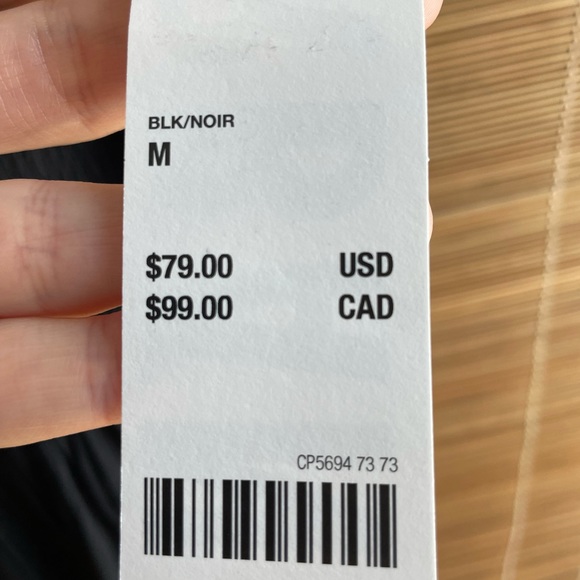 BLK/NOIR
M
$79.00 USD
$99.00 CAD
CP5694 73 73